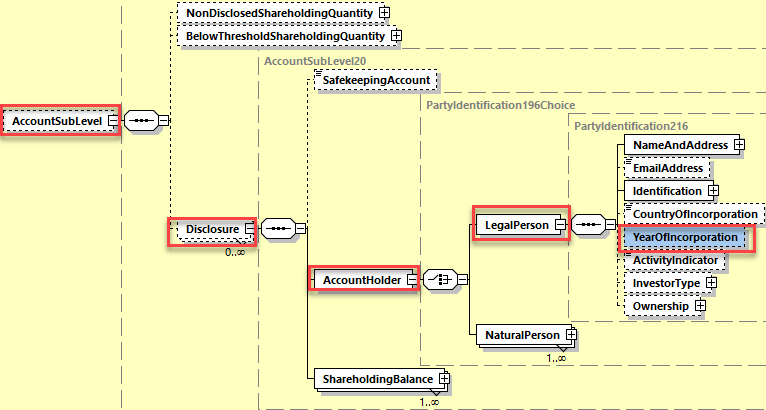 NonDisclosedShareholdingQuantity
BelowThresholdShareholdingQuantity
AccountSubLevel20
SafekeepingAccount
PartyIdentification196Choice
PartyIdentification216
AccountSubLevel
NameAndAddress
EmailAddress
Identification
CountryOfIncorporation
Disclosure
0..∞
LegalPerson
YearOfIncorporation
ActivityIndicator
AccountHolder
InvestorType
Ownership
NaturalPerson
1..∞
ShareholdingBalance
1..∞